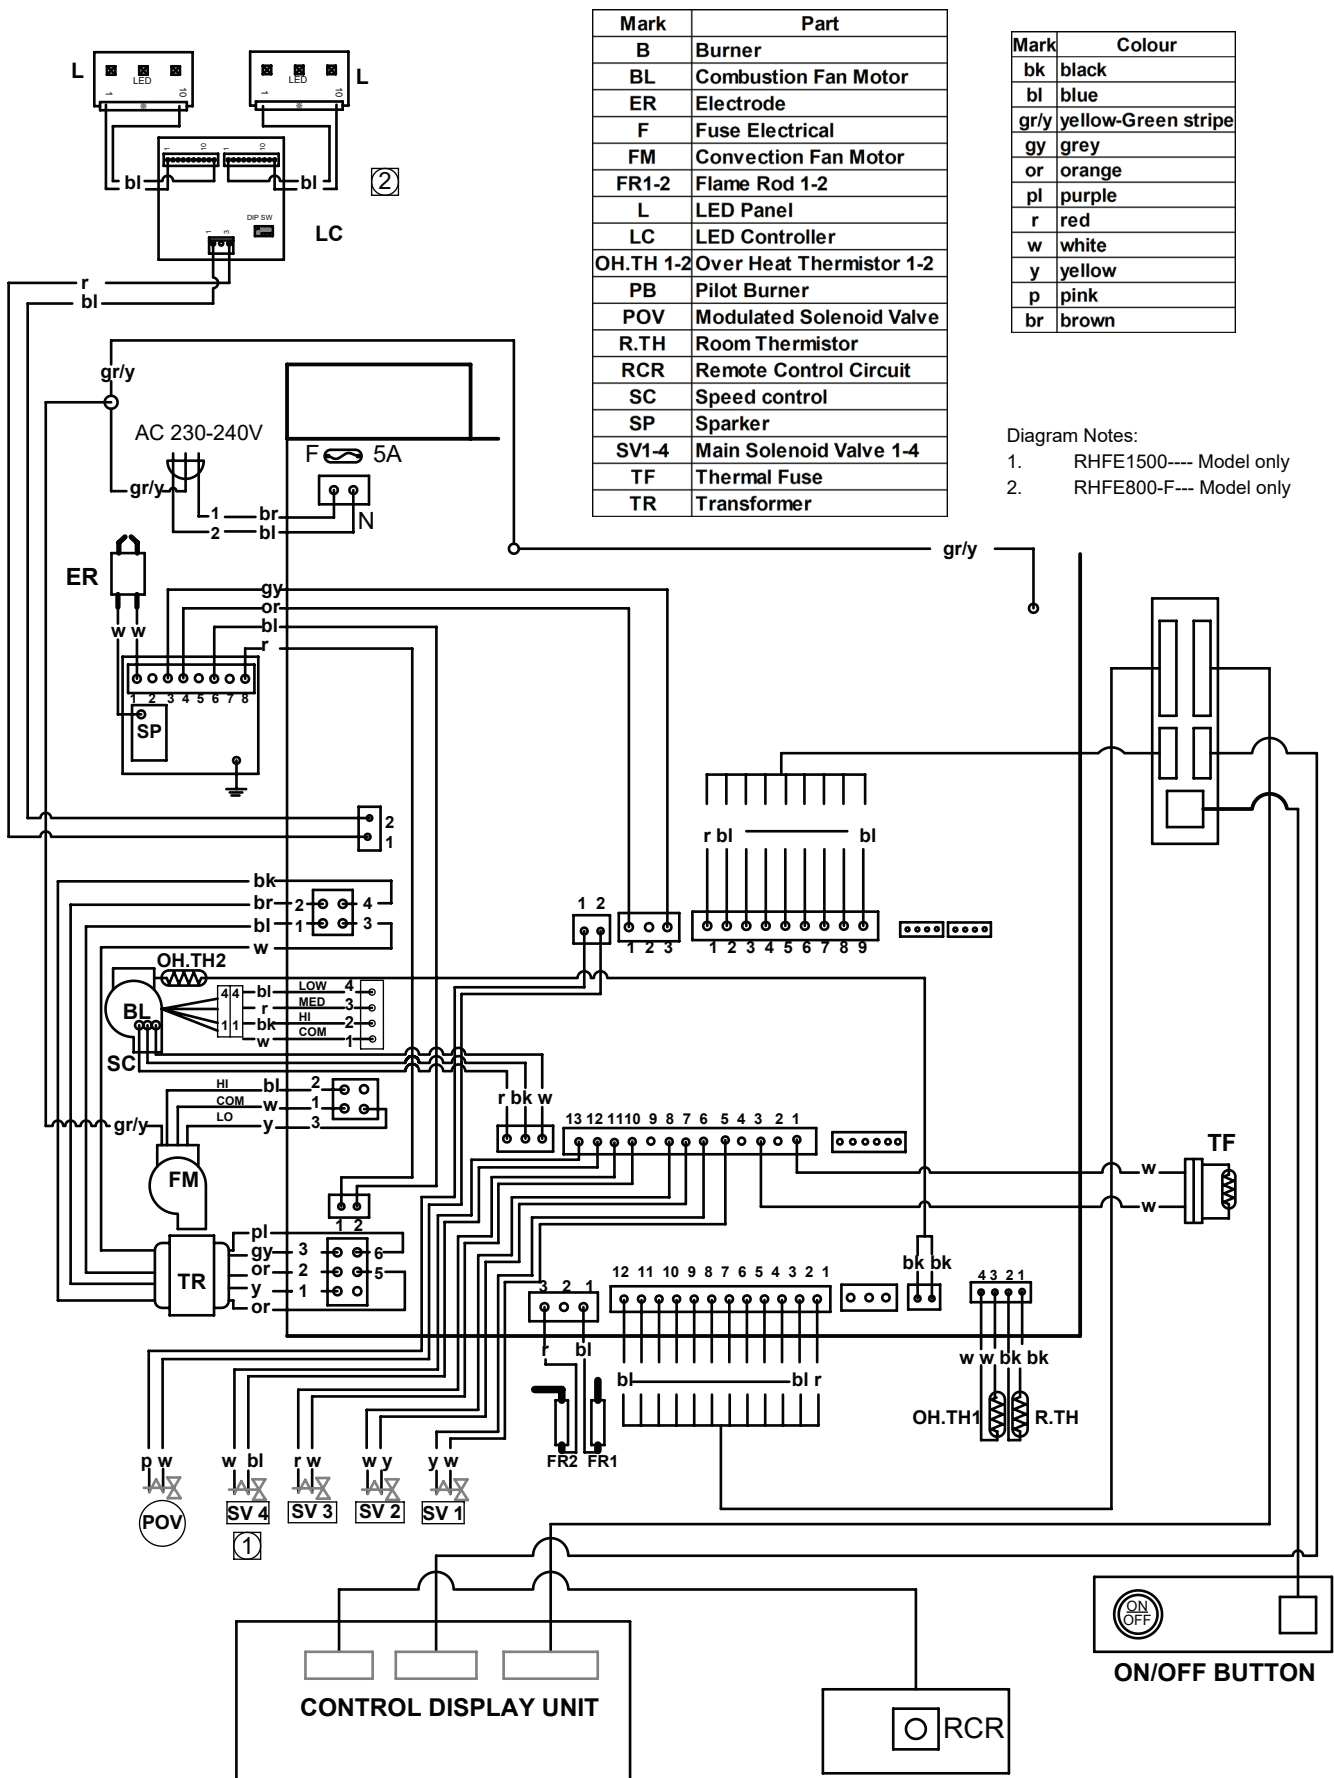 Mark Part
B Burner
BL Combustion Fan Motor
ER Electrode
F Fuse Electrical
FM Convection Fan Motor
FR1-2 Flame Rod 1-2
L LED Panel
LC LED Controller
OH.TH 1-2 Over Heat Thermistor 1-2
PB Pilot Burner
POV Modulated Solenoid Valve
R.TH Room Thermistor
RCR Remote Control Circuit
SC Speed control
SP Sparker
SV1-4 Main Solenoid Valve 1-4
TF Thermal Fuse
TR Transformer
Mark Colour
bk black
bl blue
gr/y yellow-Green stripe
gy grey
or orange
pl purple
r red
w white
y yellow
p pink
br brown
Diagram Notes:
1. RHFE1500---- Model only
2. RHFE800-F--- Model only
L LED 1 10
LED 1 10 L
1 10 1 10
bl bl 2
DIP SW
1 3
LC
r
bl
gr/y
AC 230-240V
F 5A
gr/y
1 br
2 bl
N
gr/y
ER
gy
or
bl
r
w w
1 2 3 4 5 6 7 8
SP
2
1
r bl bl
bk
br 2 4
bl 1 3
w
1 2
1 2 3
1 2 3 4 5 6 7 8 9
OH.TH2
BL
SC
4 4 bl LOW 4
r MED 3
1 1 bk HI 2
w COM 1
HI bl 2
COM w 1
LO y 3
gr/y
FM
r bk w
13 12 11 10 9 8 7 6 5 4 3 2 1
TF
w
w
1 2
pl
gy 3 6
or 2 5
y 1
or
TR
3 2 1
12 11 10 9 8 7 6 5 4 3 2 1
bk bk
4 3 2 1
r bl
bl bl r
w w bk bk
OH.TH1 R.TH
FR2 FR1
p w w bl r w w y y w
POV SV 4 SV 3 SV 2 SV 1
1
ON
OFF
ON/OFF BUTTON
CONTROL DISPLAY UNIT
RCR